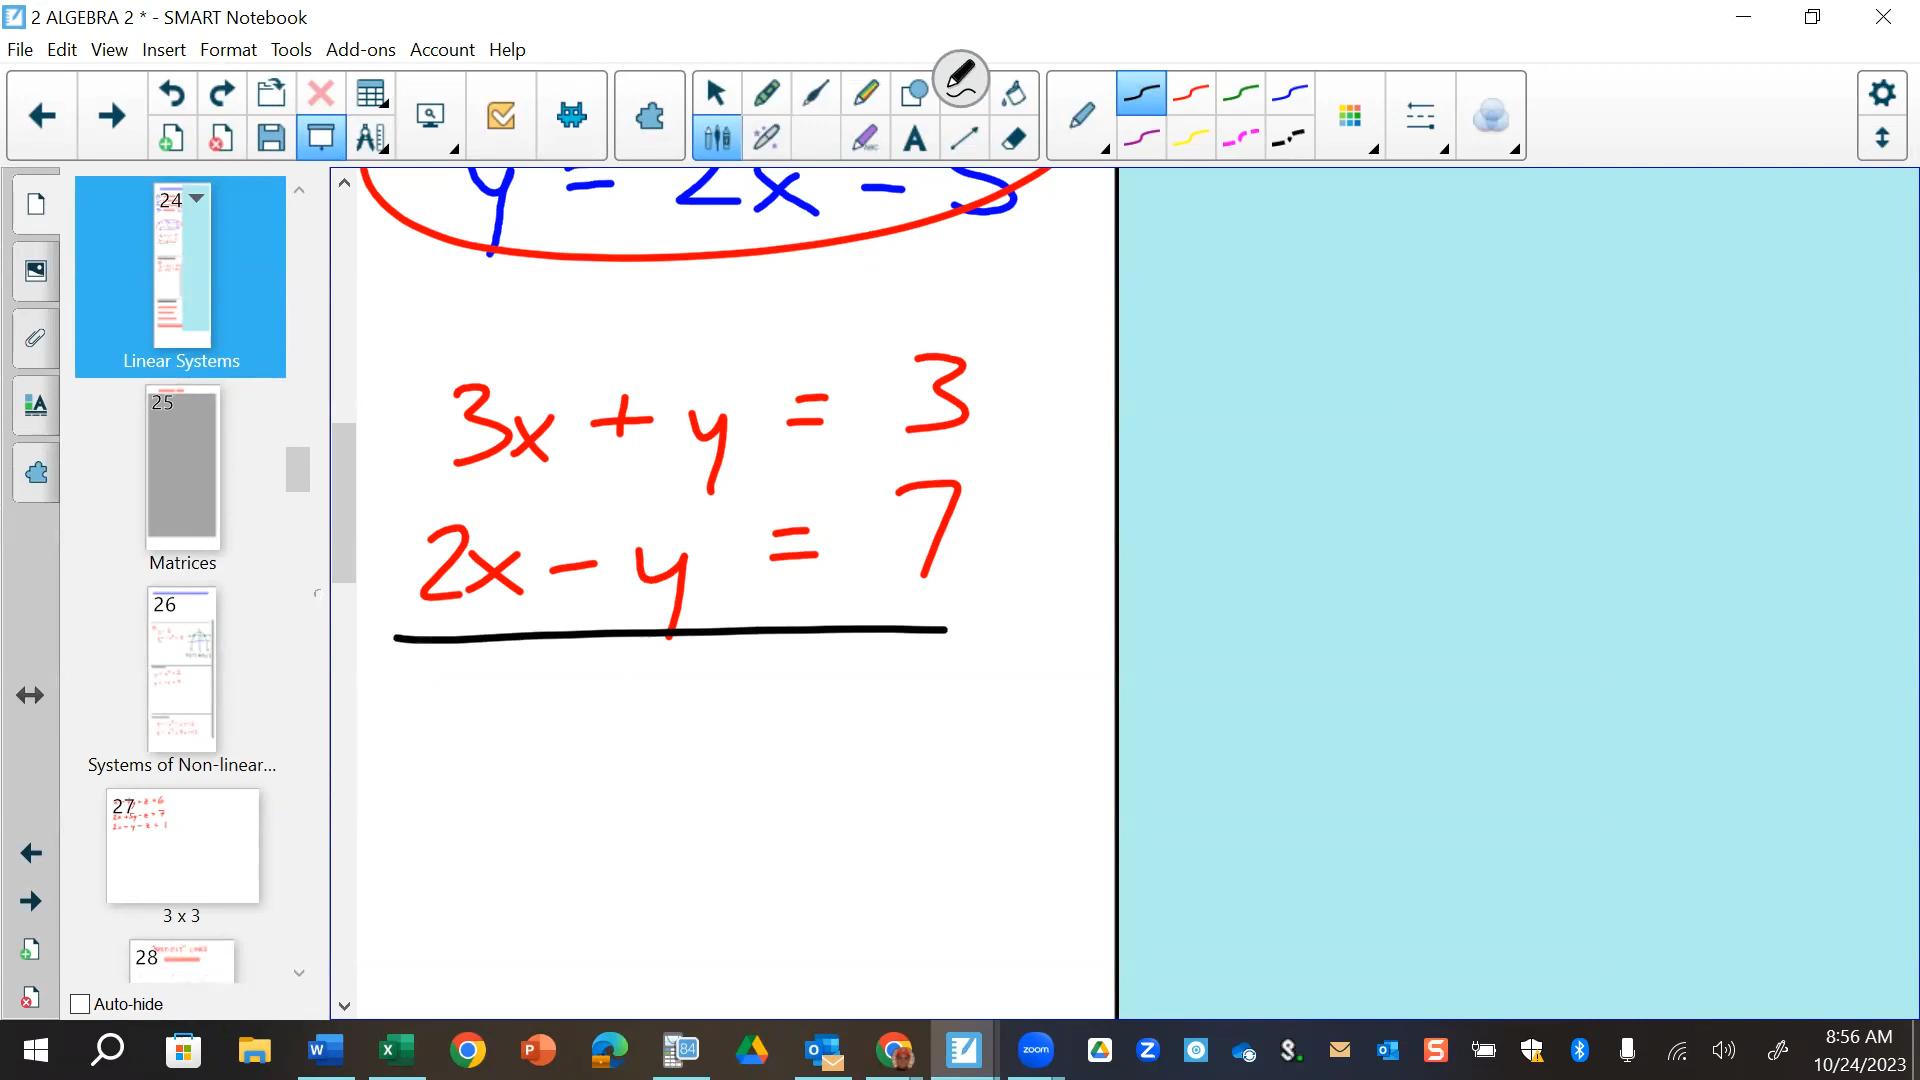 2 ALGEBRA 2 * - SMART Notebook
File Edit View Insert Format Tools Add-ons Account Help
24
Linear Systems
25
Matrices
26
Systems of Non-linear...
27
3 x 3
28
Auto-hide
y = 2x - 5
3x + y = 3
2x - y = 7
zoom
8:56 AM
10/24/2023